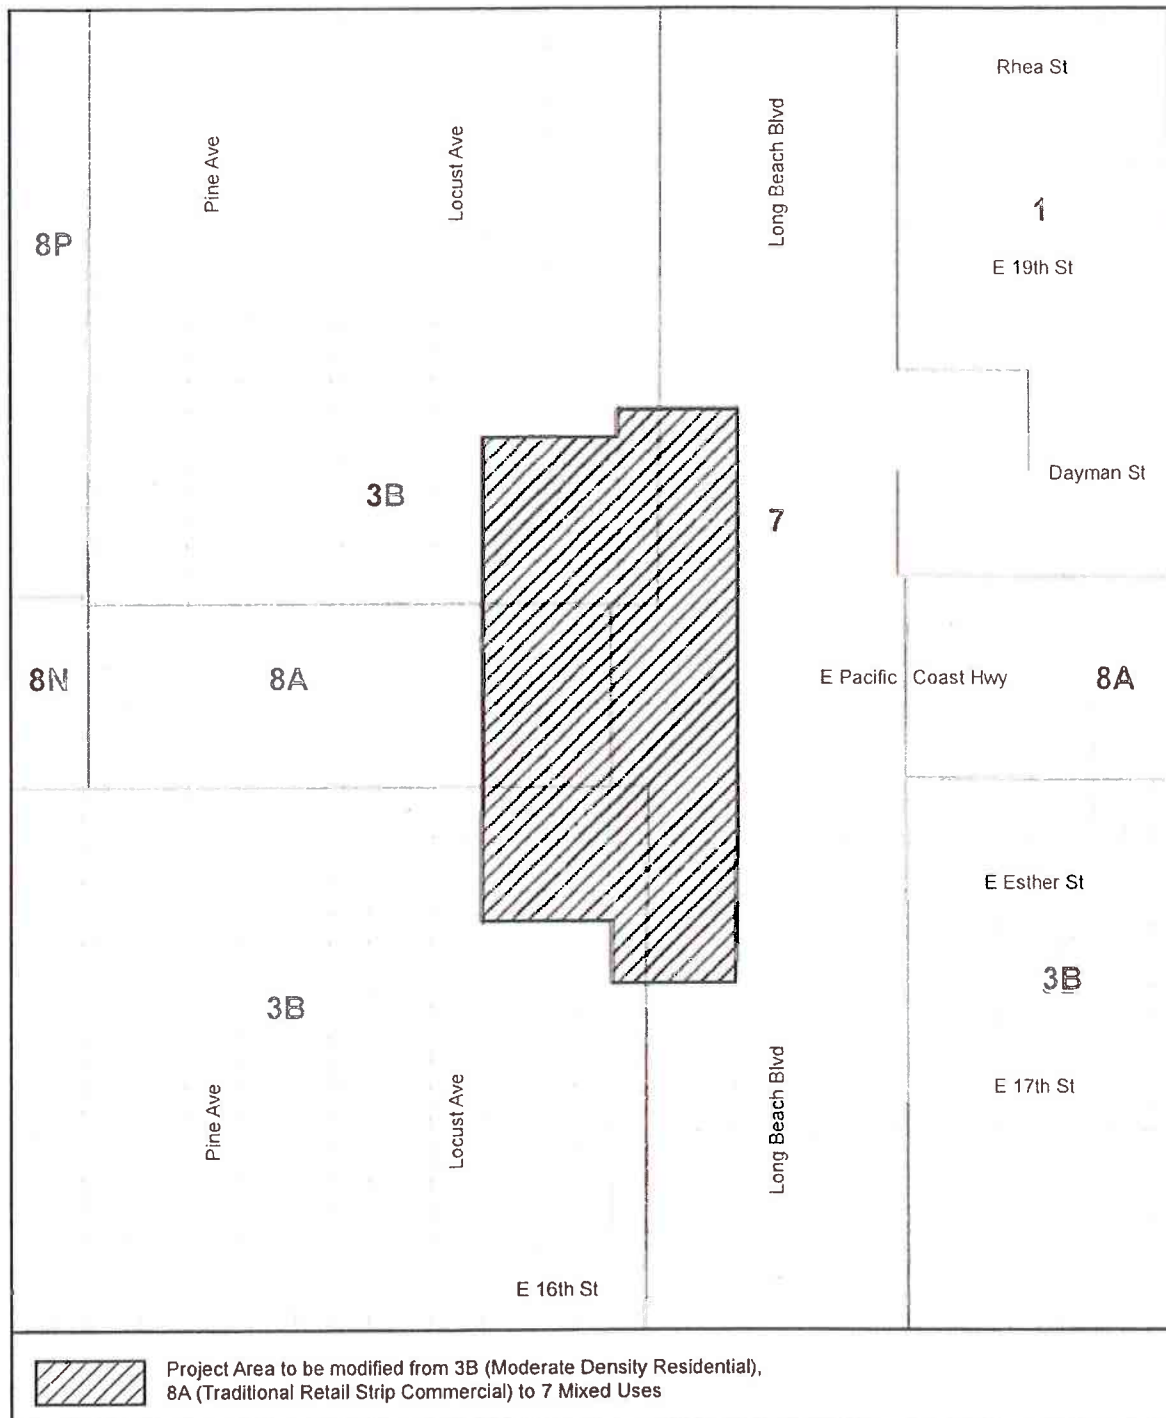 Rhea St
Pine Ave
Locust Ave
Long Beach Blvd
1
8P
E 19th St
Dayman St
3B
7
8N
8A
E Pacific Coast Hwy
8A
E Esther St
3B
3B
E 17th St
Pine Ave
Locust Ave
Long Beach Blvd
E 16th St
Project Area to be modified from 3B (Moderate Density Residential),
8A (Traditional Retail Strip Commercial) to 7 Mixed Uses